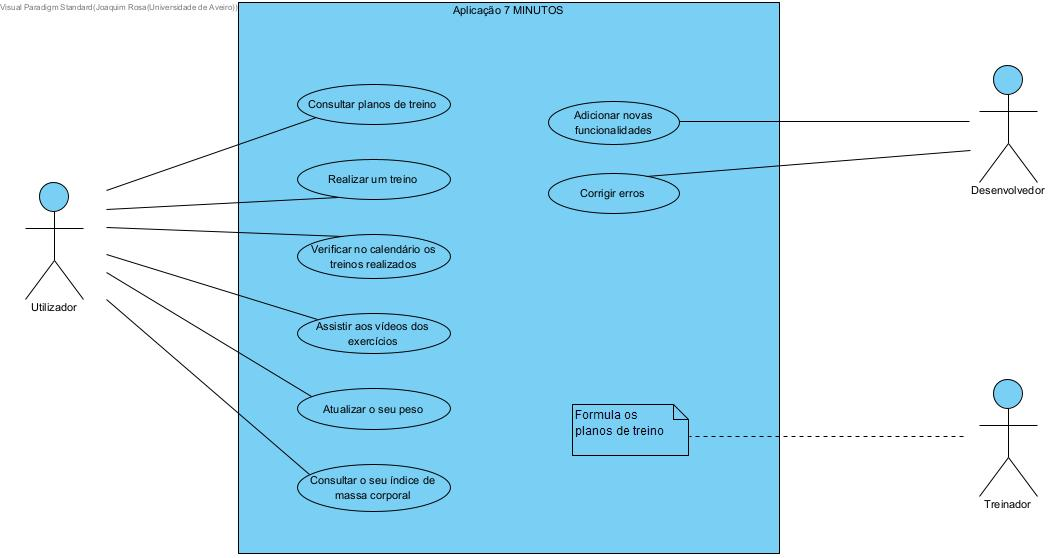 Visual Paradigm Standard(Joaquim Rosa(Universidade de Aveiro))
Aplicação 7 MINUTOS
Consultar planos de treino
Realizar um treino
Verificar no calendário os
treinos realizados
Assistir aos vídeos dos
exercícios
Atualizar o seu peso
Consultar o seu índice de
massa corporal
Adicionar novas
funcionalidades
Corrigir erros
Formula os
planos de treino
Utilizador
Desenvolvedor
Treinador